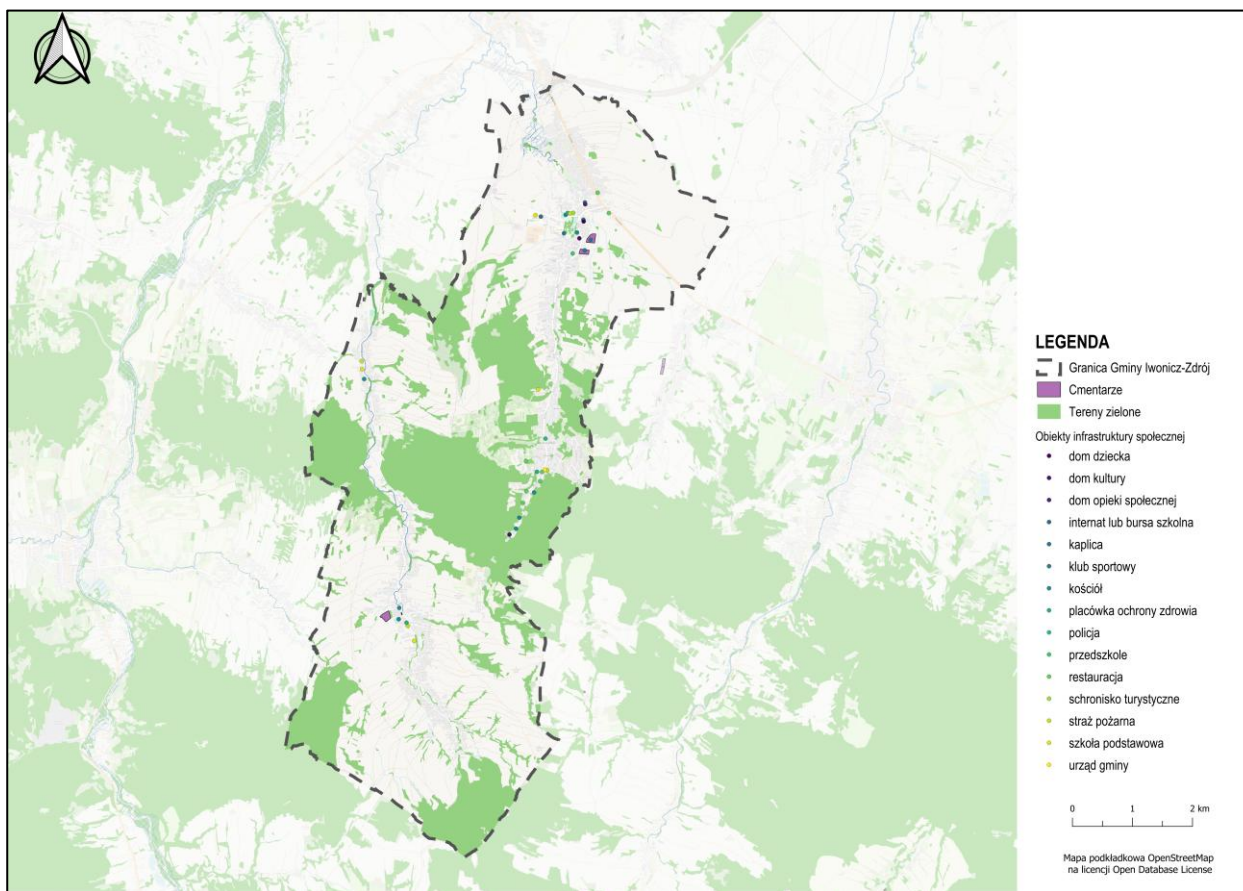 LEGENDA
Granica Gminy Iwonicz-Zdrój
Cmentarze
Tereny zielone
Obiekty infrastruktury społecznej
dom dziecka
dom kultury
dom opieki społecznej
internat lub bursa szkolna
kaplica
klub sportowy
kościół
placówka ochrony zdrowia
policja
przedszkole
restauracja
schronisko turystyczne
straż pożarna
szkoła podstawowa
urząd gminy
0 1 2 km
Mapa podkładkowa OpenStreetMap
na licencji Open Database License